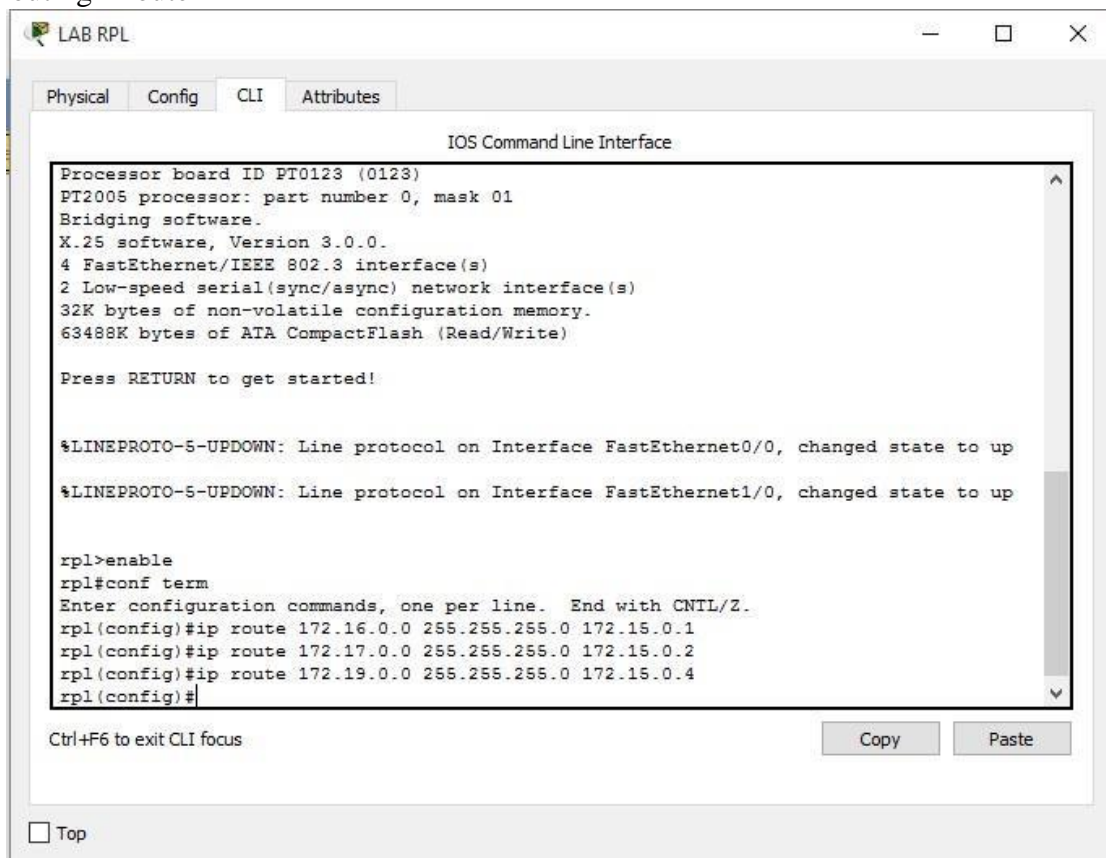 LAB RPL
Physical Config CLI Attributes
IOS Command Line Interface
Processor board ID PT0123 (0123)
PT2005 processor: part number 0, mask 01
Bridging software.
X.25 software, Version 3.0.0.
4 FastEthernet/IEEE 802.3 interface(s)
2 Low-speed serial(sync/async) network interface(s)
32K bytes of non-volatile configuration memory.
63488K bytes of ATA CompactFlash (Read/Write)
Press RETURN to get started!
%LINEPROTO-5-UPDOWN: Line protocol on Interface FastEthernet0/0, changed state to up
%LINEPROTO-5-UPDOWN: Line protocol on Interface FastEthernet1/0, changed state to up
rpl>enable
rpl#conf term
Enter configuration commands, one per line. End with CNTL/Z.
rpl(config)#ip route 172.16.0.0 255.255.255.0 172.15.0.1
rpl(config)#ip route 172.17.0.0 255.255.255.0 172.15.0.2
rpl(config)#ip route 172.19.0.0 255.255.255.0 172.15.0.4
rpl(config)#
Ctrl+F6 to exit CLI focus
Copy Paste
Top